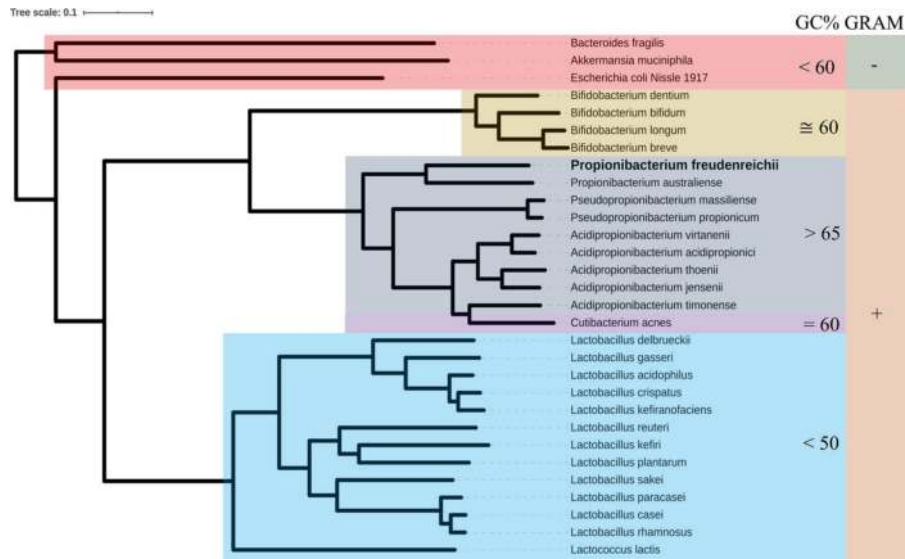 Tree scale: 0.1
GC% GRAM
Bacteroides fragilis
Akkermansia muciniphila
Escherichia coli Nissle 1917
< 60
-
Bifidobacterium dentium
Bifidobacterium bifidum
Bifidobacterium longum
Bifidobacterium breve
≅ 60
Propionibacterium freudenreichii
Propionibacterium australiense
Pseudopropionibacterium massiliense
Pseudopropionibacterium propionicum
Acidipropionibacterium virtanenii
Acidipropionibacterium acidipropionici
Acidipropionibacterium thoenii
Acidipropionibacterium jensenii
Acidipropionibacterium timonense
> 65
Cutibacterium acnes
= 60
+
Lactobacillus delbrueckii
Lactobacillus gasseri
Lactobacillus acidophilus
Lactobacillus crispatus
Lactobacillus kefiranofaciens
Lactobacillus reuteri
Lactobacillus kefiri
Lactobacillus plantarum
Lactobacillus sakei
Lactobacillus paracasei
Lactobacillus casei
Lactobacillus rhamnosus
Lactococcus lactis
< 50